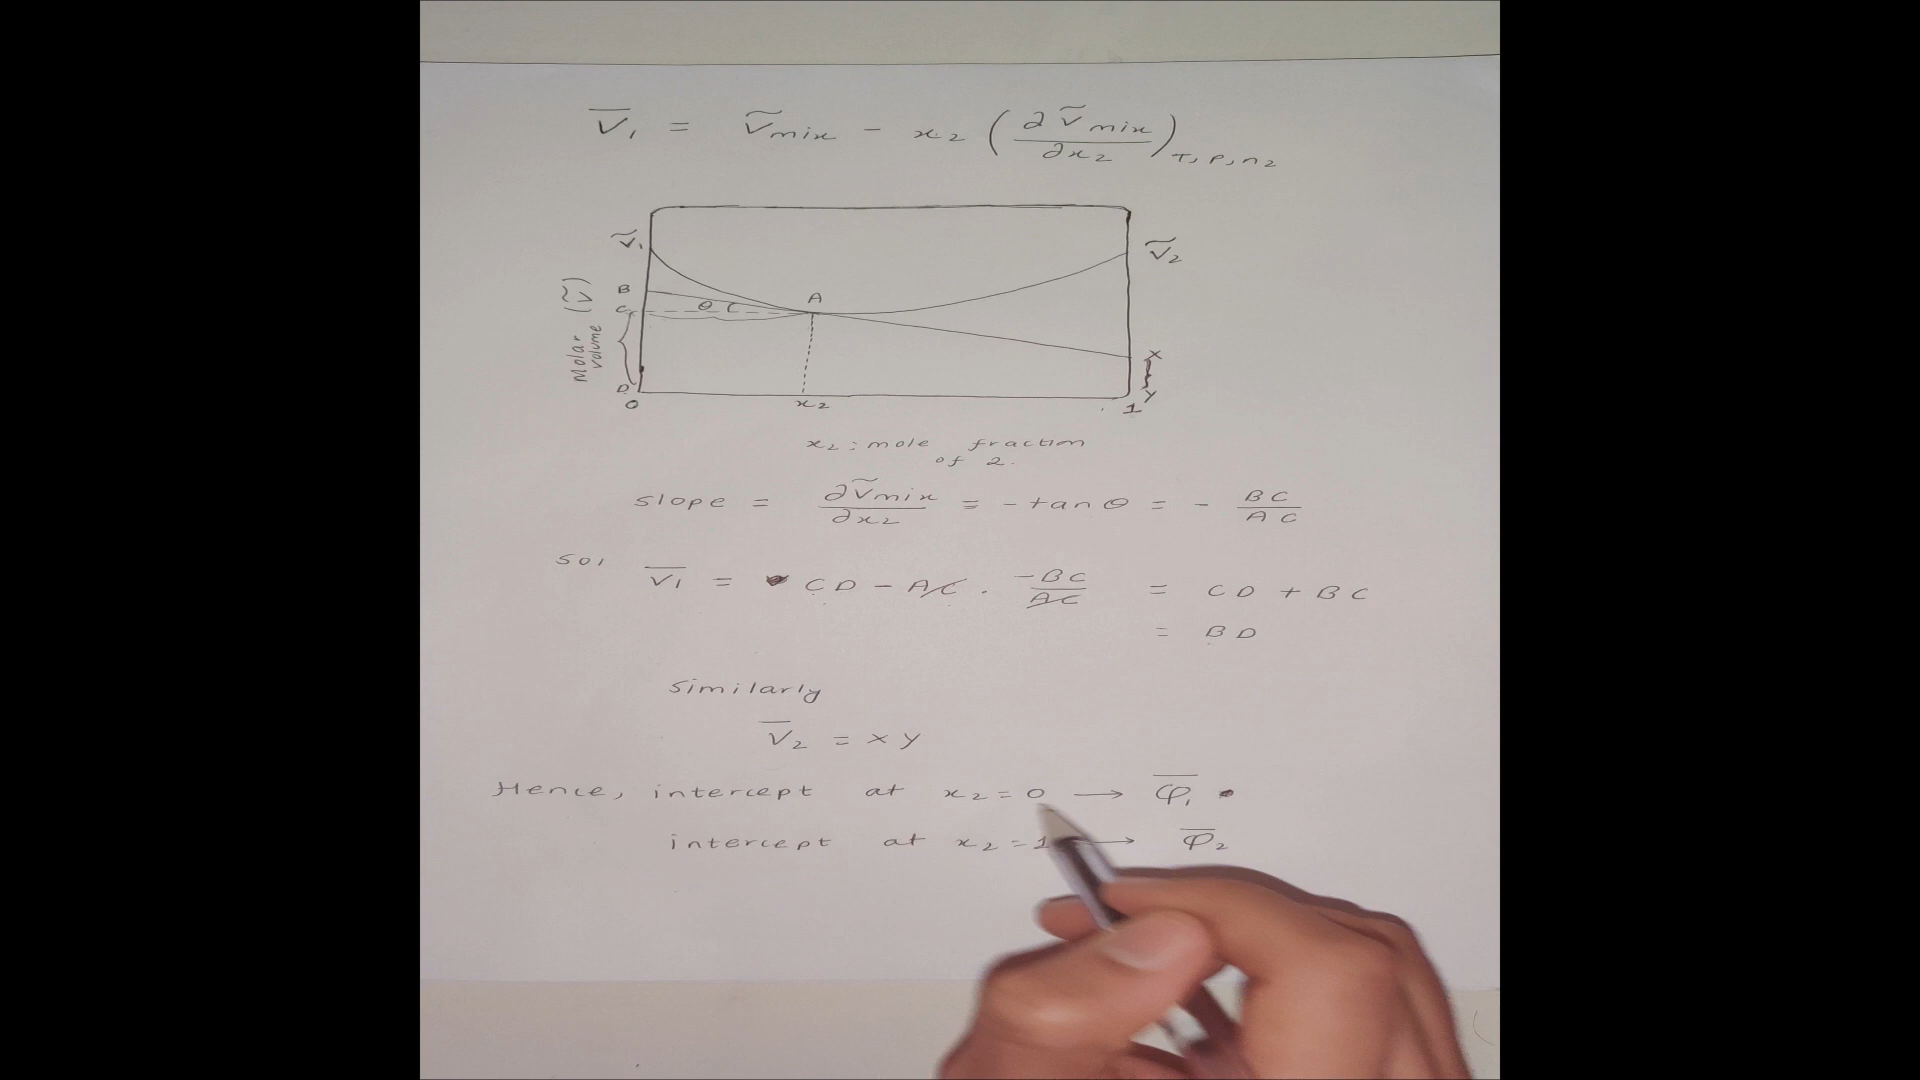 V̅₁ = Ṽmix - x₂ (∂Ṽmix / ∂x₂) T, P, n₂
Ṽ₁
Ṽ₂
B
A
θ
C
Molar volume (Ṽ)
X
D
Y
0
x₂
1
x₂ : mole fraction
of 2.
slope = ∂Ṽmix / ∂x₂ = - tan θ = - BC / AC
so,
V̅₁ = CD - AC . -BC / AC = CD + BC
= BD
Similarly
V̅₂ = XY
Hence, intercept at x₂ = 0 → φ̅₁
intercept at x₂ = 1 → φ̅₂